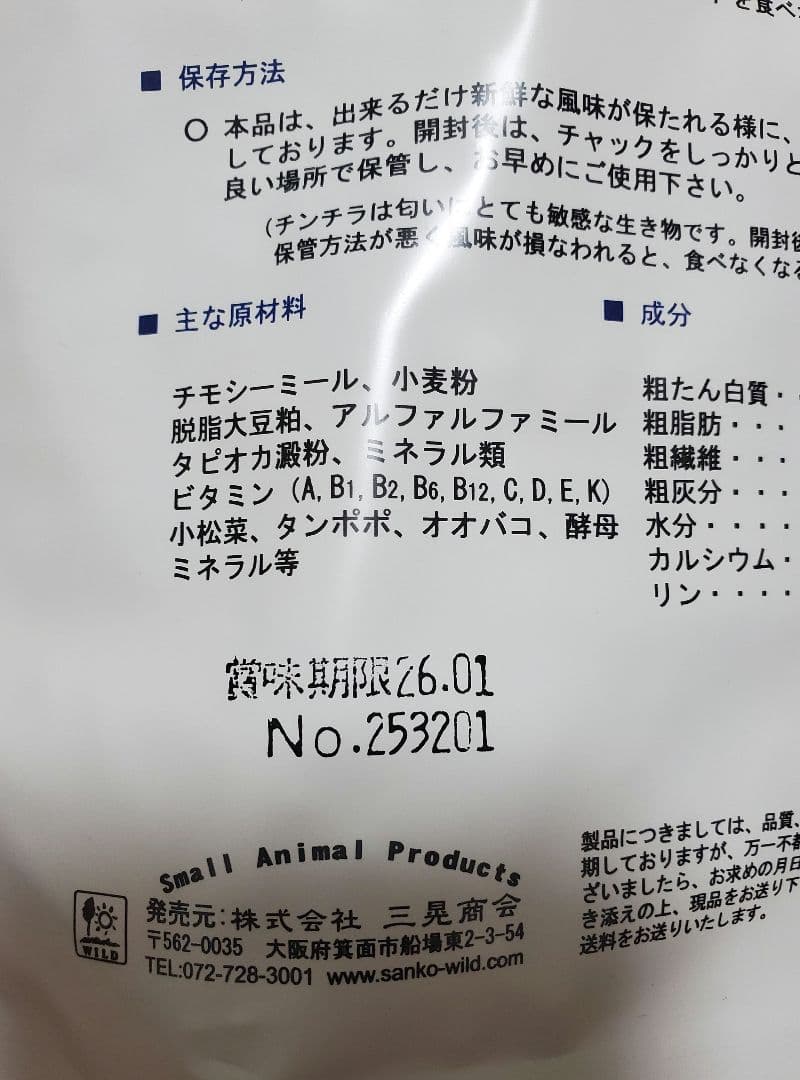 を食べ
■ 保存方法
○ 本品は、出来るだけ新鮮な風味が保たれる様に、
しております。開封後は、チャックをしっかりと
良い場所で保管し、お早めにご使用下さい。
(チンチラは匂いにとても敏感な生き物です。開封後
保管方法が悪く風味が損なわれると、食べなくなる
■ 主な原材料
チモシーミール、小麦粉
脱脂大豆粕、アルファルファミール
タピオカ澱粉、ミネラル類
ビタミン (A,B1,B2,B6,B12,C,D,E,K)
小松菜、タンポポ、オオバコ、酵母
ミネラル等
■ 成分
粗たん白質・
粗脂肪・・・
粗繊維・・・
粗灰分・・・
水分・・・・
カルシウム・
リン・・・・
賞味期限26.01
No.253201
Small Animal Products
WILD
発売元:株式会社 三晃商会
〒562-0035 大阪府箕面市船場東2-3-54
TEL:072-728-3001 www.sanko-wild.com
製品につきましては、品質、
期しておりますが、万一不都
ざいましたら、お求めの月日
き添えの上、現品をお送り下
送料をお送りいたします。